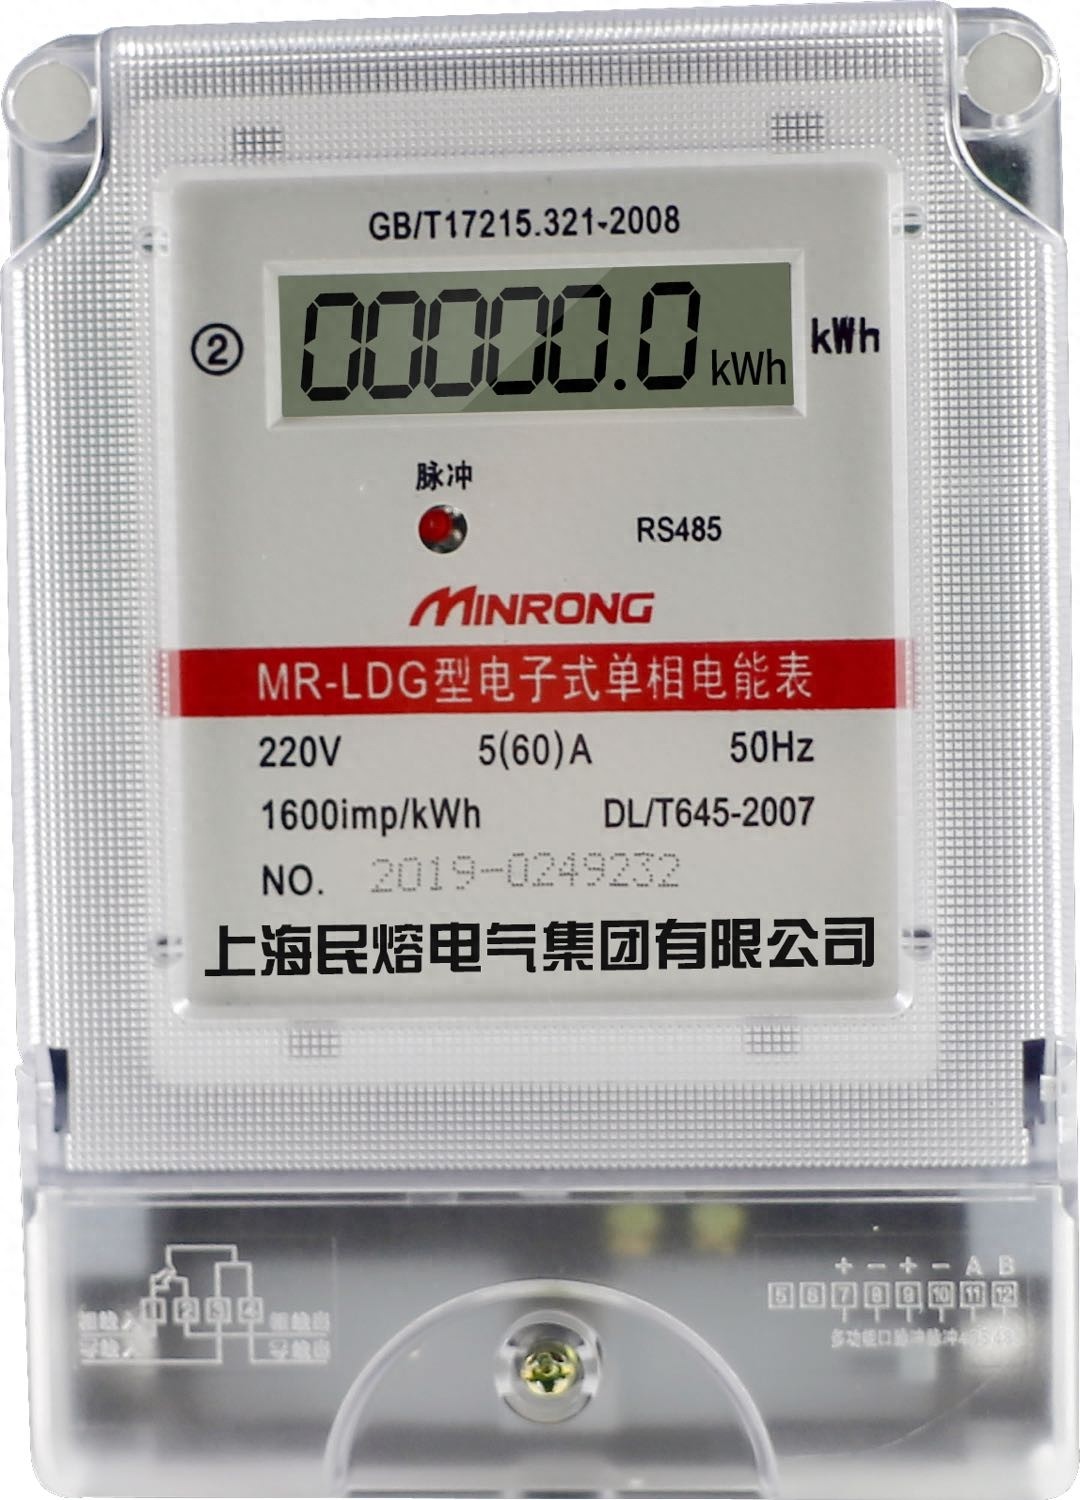 GB/T17215.321-2008
②
00000.0 kWh
kWh
脉冲
RS485
MINRONG
MR-LDG型电子式单相电能表
220V 5(60)A 50Hz
1600imp/kWh DL/T645-2007
NO. 2019-0249232
上海民熔电气集团有限公司
+ - + - A B
1 2 3 4
5 6 7 8 9 10 11 12